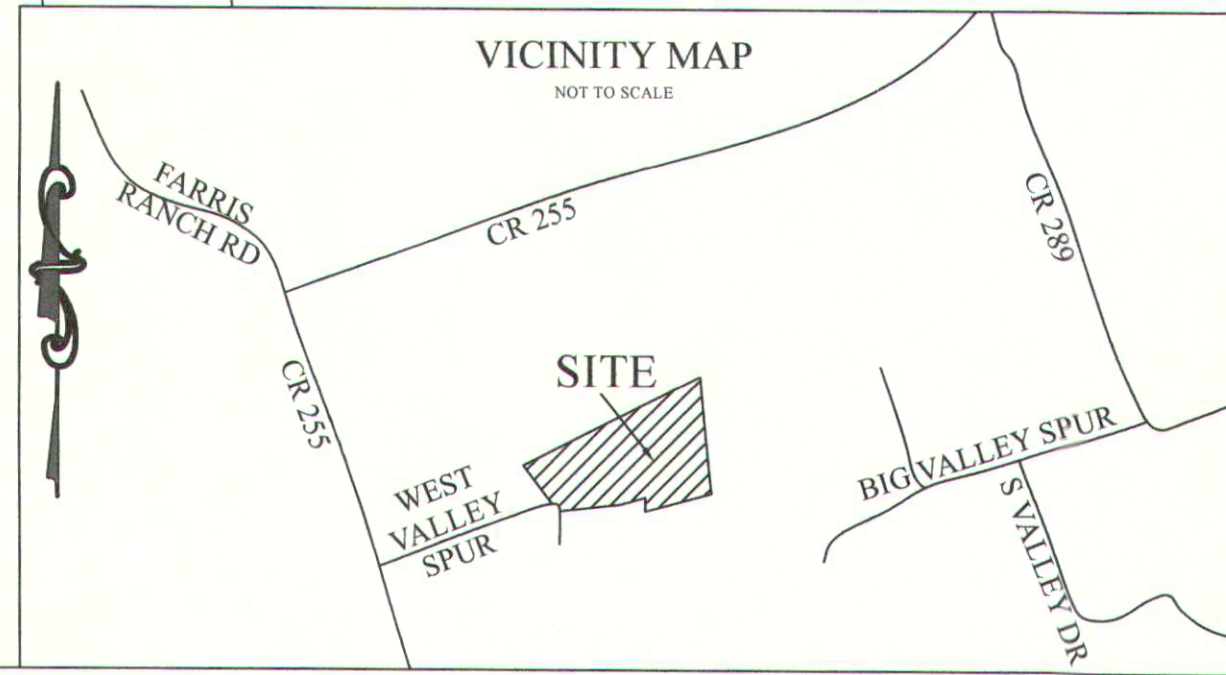 VICINITY MAP
NOT TO SCALE
FARRIS
RANCH RD
CR 255
CR 289
CR 255
SITE
WEST
VALLEY
SPUR
BIG VALLEY SPUR
S VALLEY DR